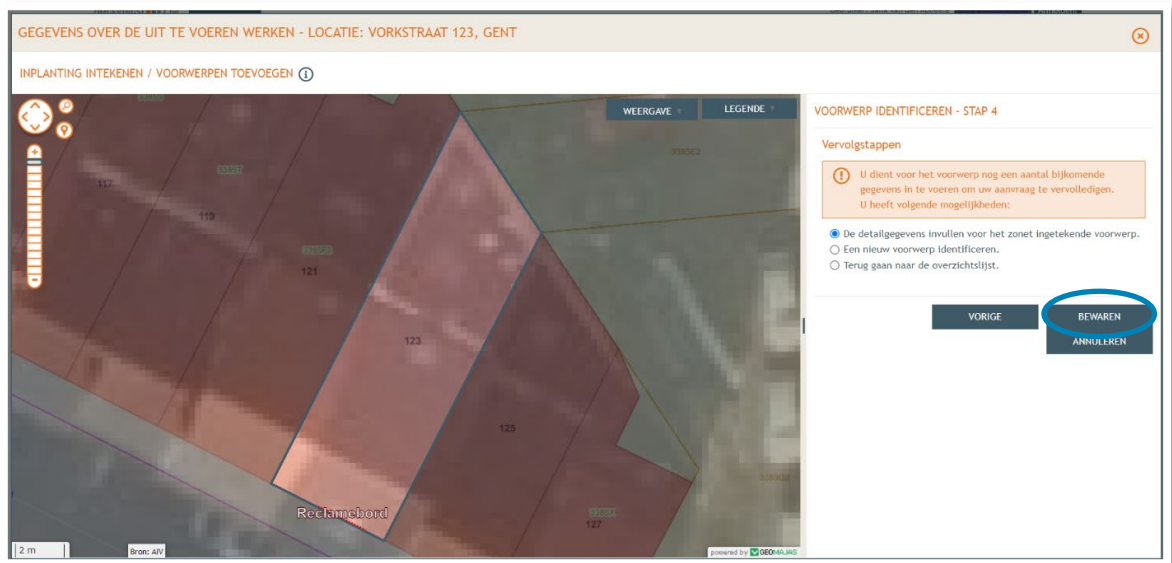 GEGEVENS OVER DE UIT TE VOEREN WERKEN - LOCATIE: VORKSTRAAT 123, GENT
INPLANTING INTEKENEN / VOORWERPEN TOEVOEGEN
WEERGAVE
LEGENDE
VOORWERP IDENTIFICEREN - STAP 4
Vervolgstappen
U dient voor het voorwerp nog een aantal bijkomende
gegevens in te voeren om uw aanvraag te vervolledigen.
U heeft volgende mogelijkheden:
De detailgegevens invullen voor het zonet ingetekende voorwerp.
Een nieuw voorwerp identificeren.
Terug gaan naar de overzichtslijst.
VORIGE
BEWAREN
ANNULEREN
117
119
121
123
125
127
Reclamebord
2 m
Bron: AIV
powered by GEOMAJAS